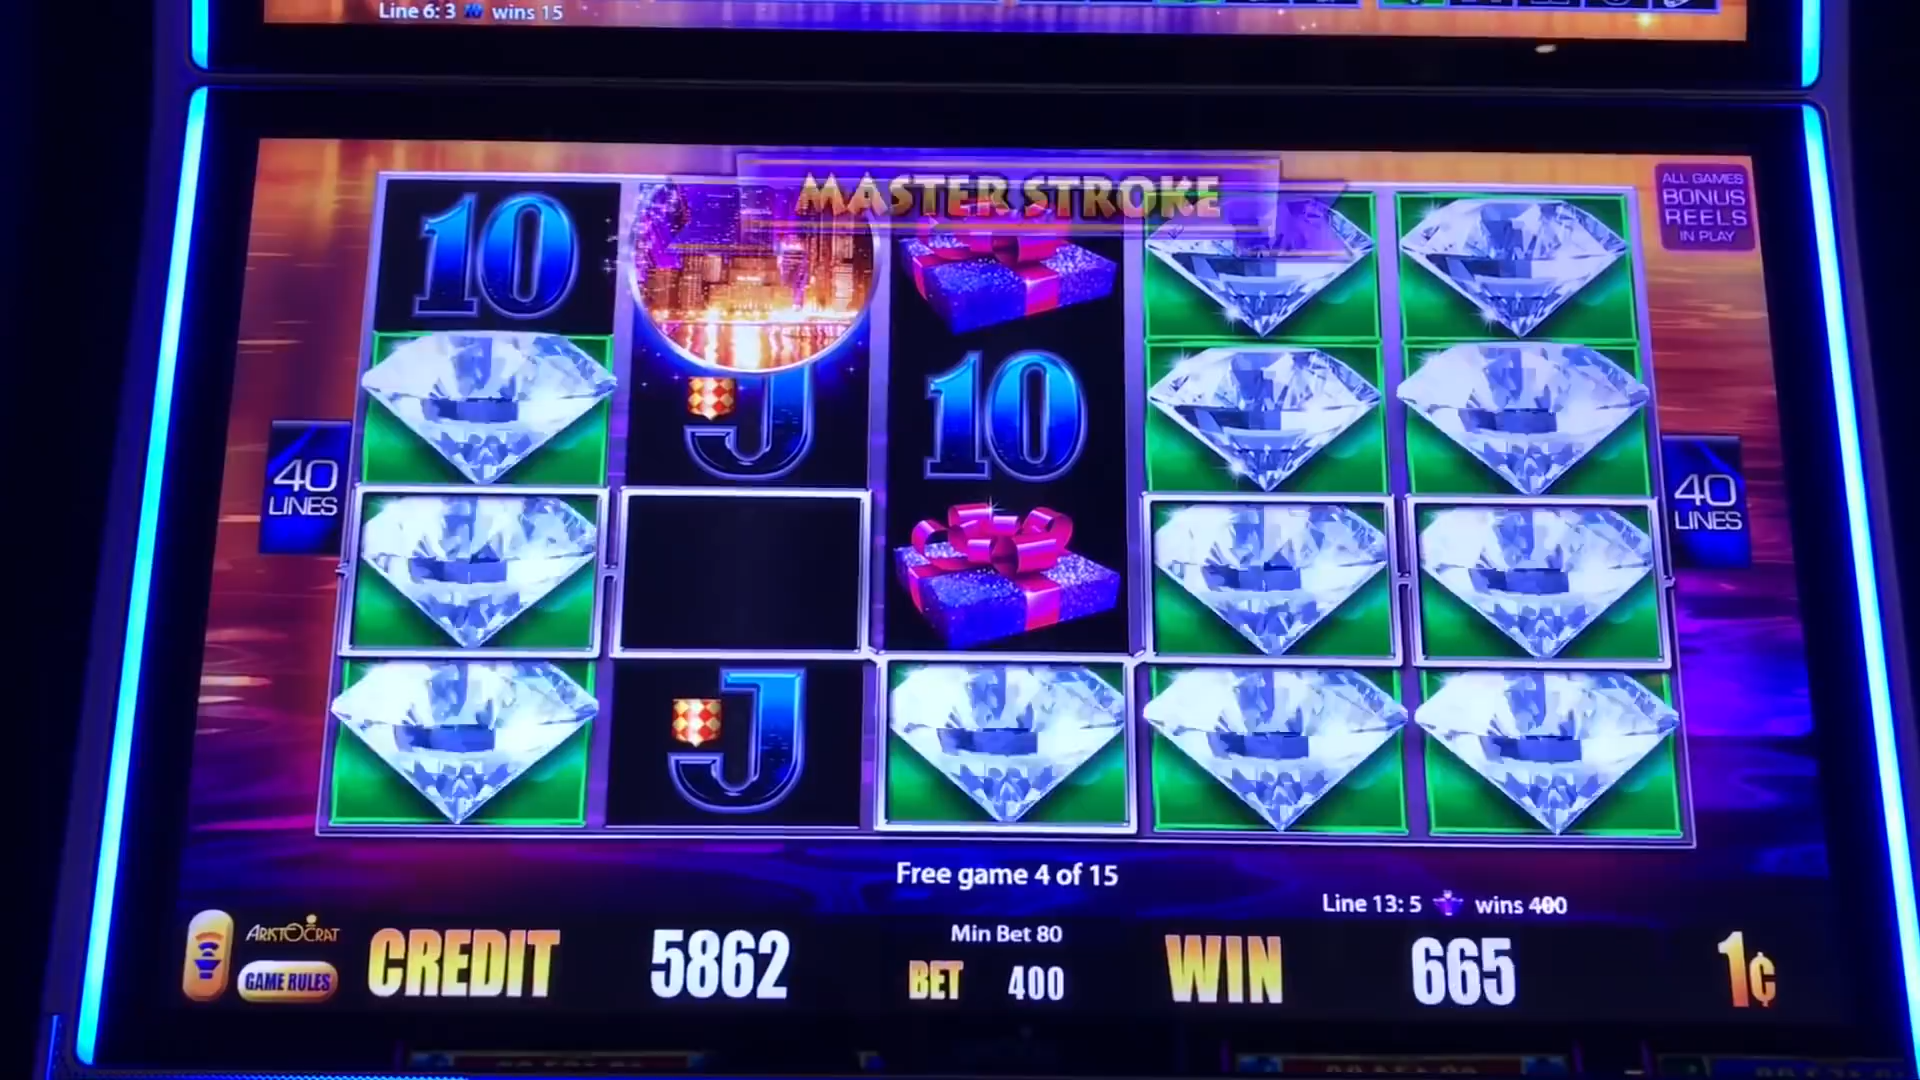 Line 6: 3 10 wins 15
MASTER STROKE
ALL GAMES
BONUS
REELS
IN PLAY
10
J
10
40
LINES
40
LINES
J
Free game 4 of 15
Line 13: 5 wins 400
ARISTOCRAT
GAME RULES
CREDIT 5862
Min Bet 80
BET 400
WIN 665
1¢